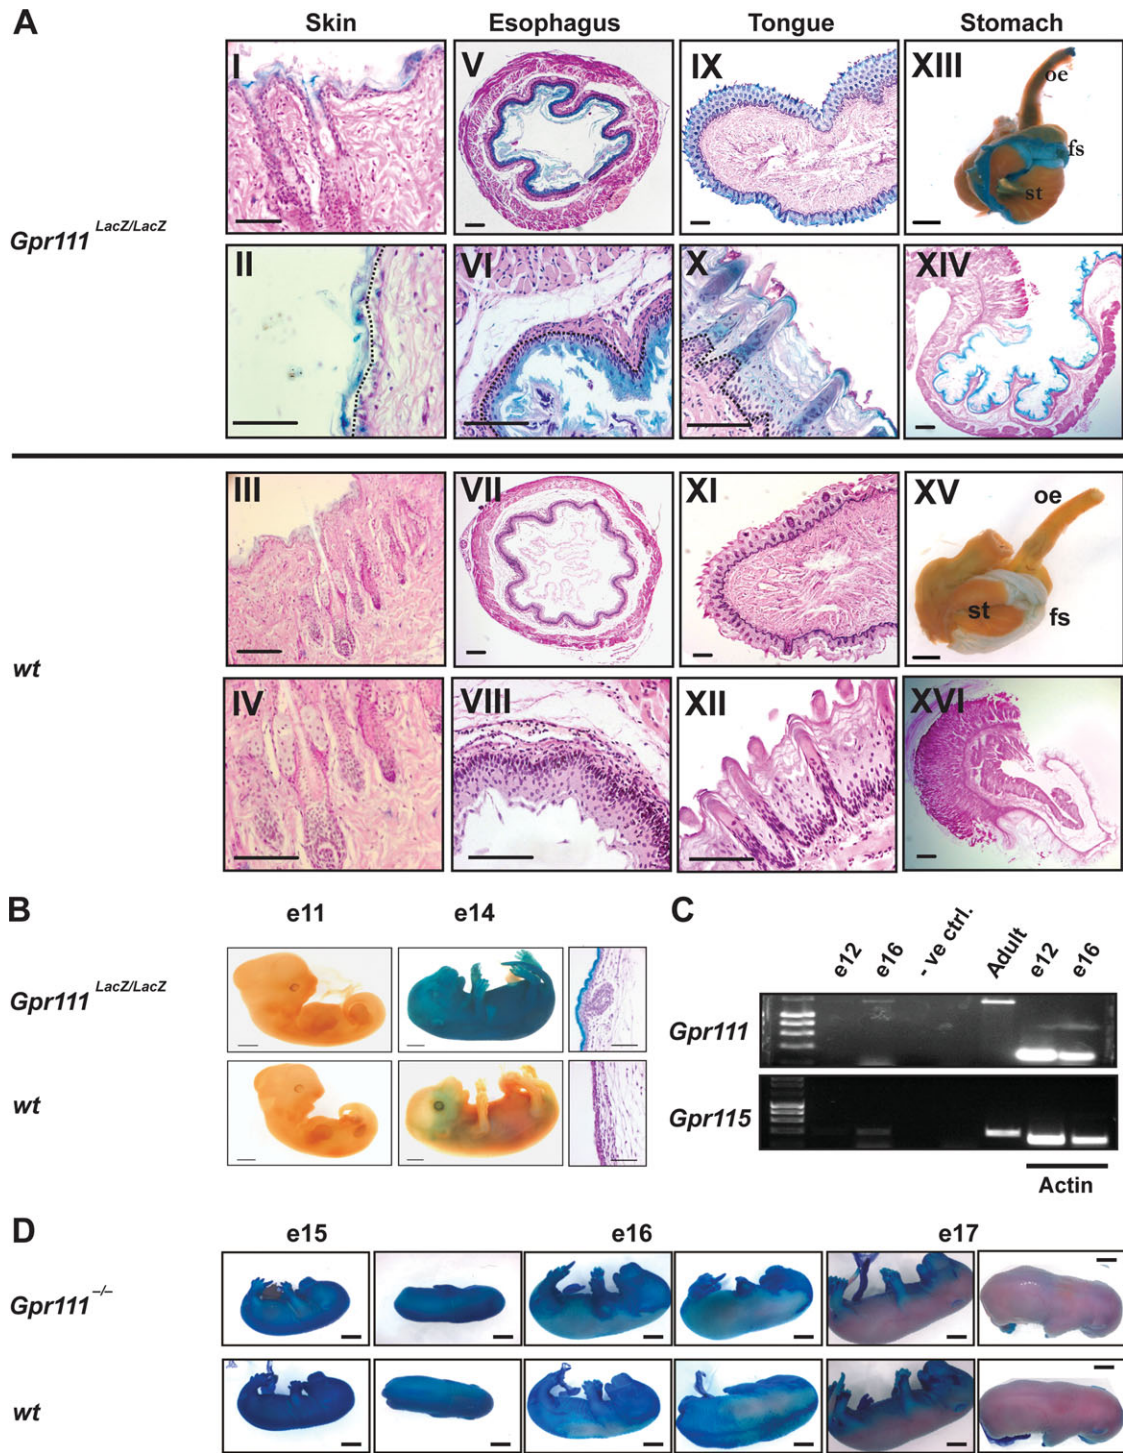 A
Skin Esophagus Tongue Stomach
Gpr111 LacZ/LacZ
I V IX XIII
oe
fs
st
II VI X XIV
wt
III VII XI XV
oe
st fs
IV VIII XII XVI
B
e11 e14
Gpr111 LacZ/LacZ
wt
C
e12 e16 - ve ctrl. Adult e12 e16
Gpr111
Gpr115
Actin
D
e15 e16 e17
Gpr111 –/–
wt